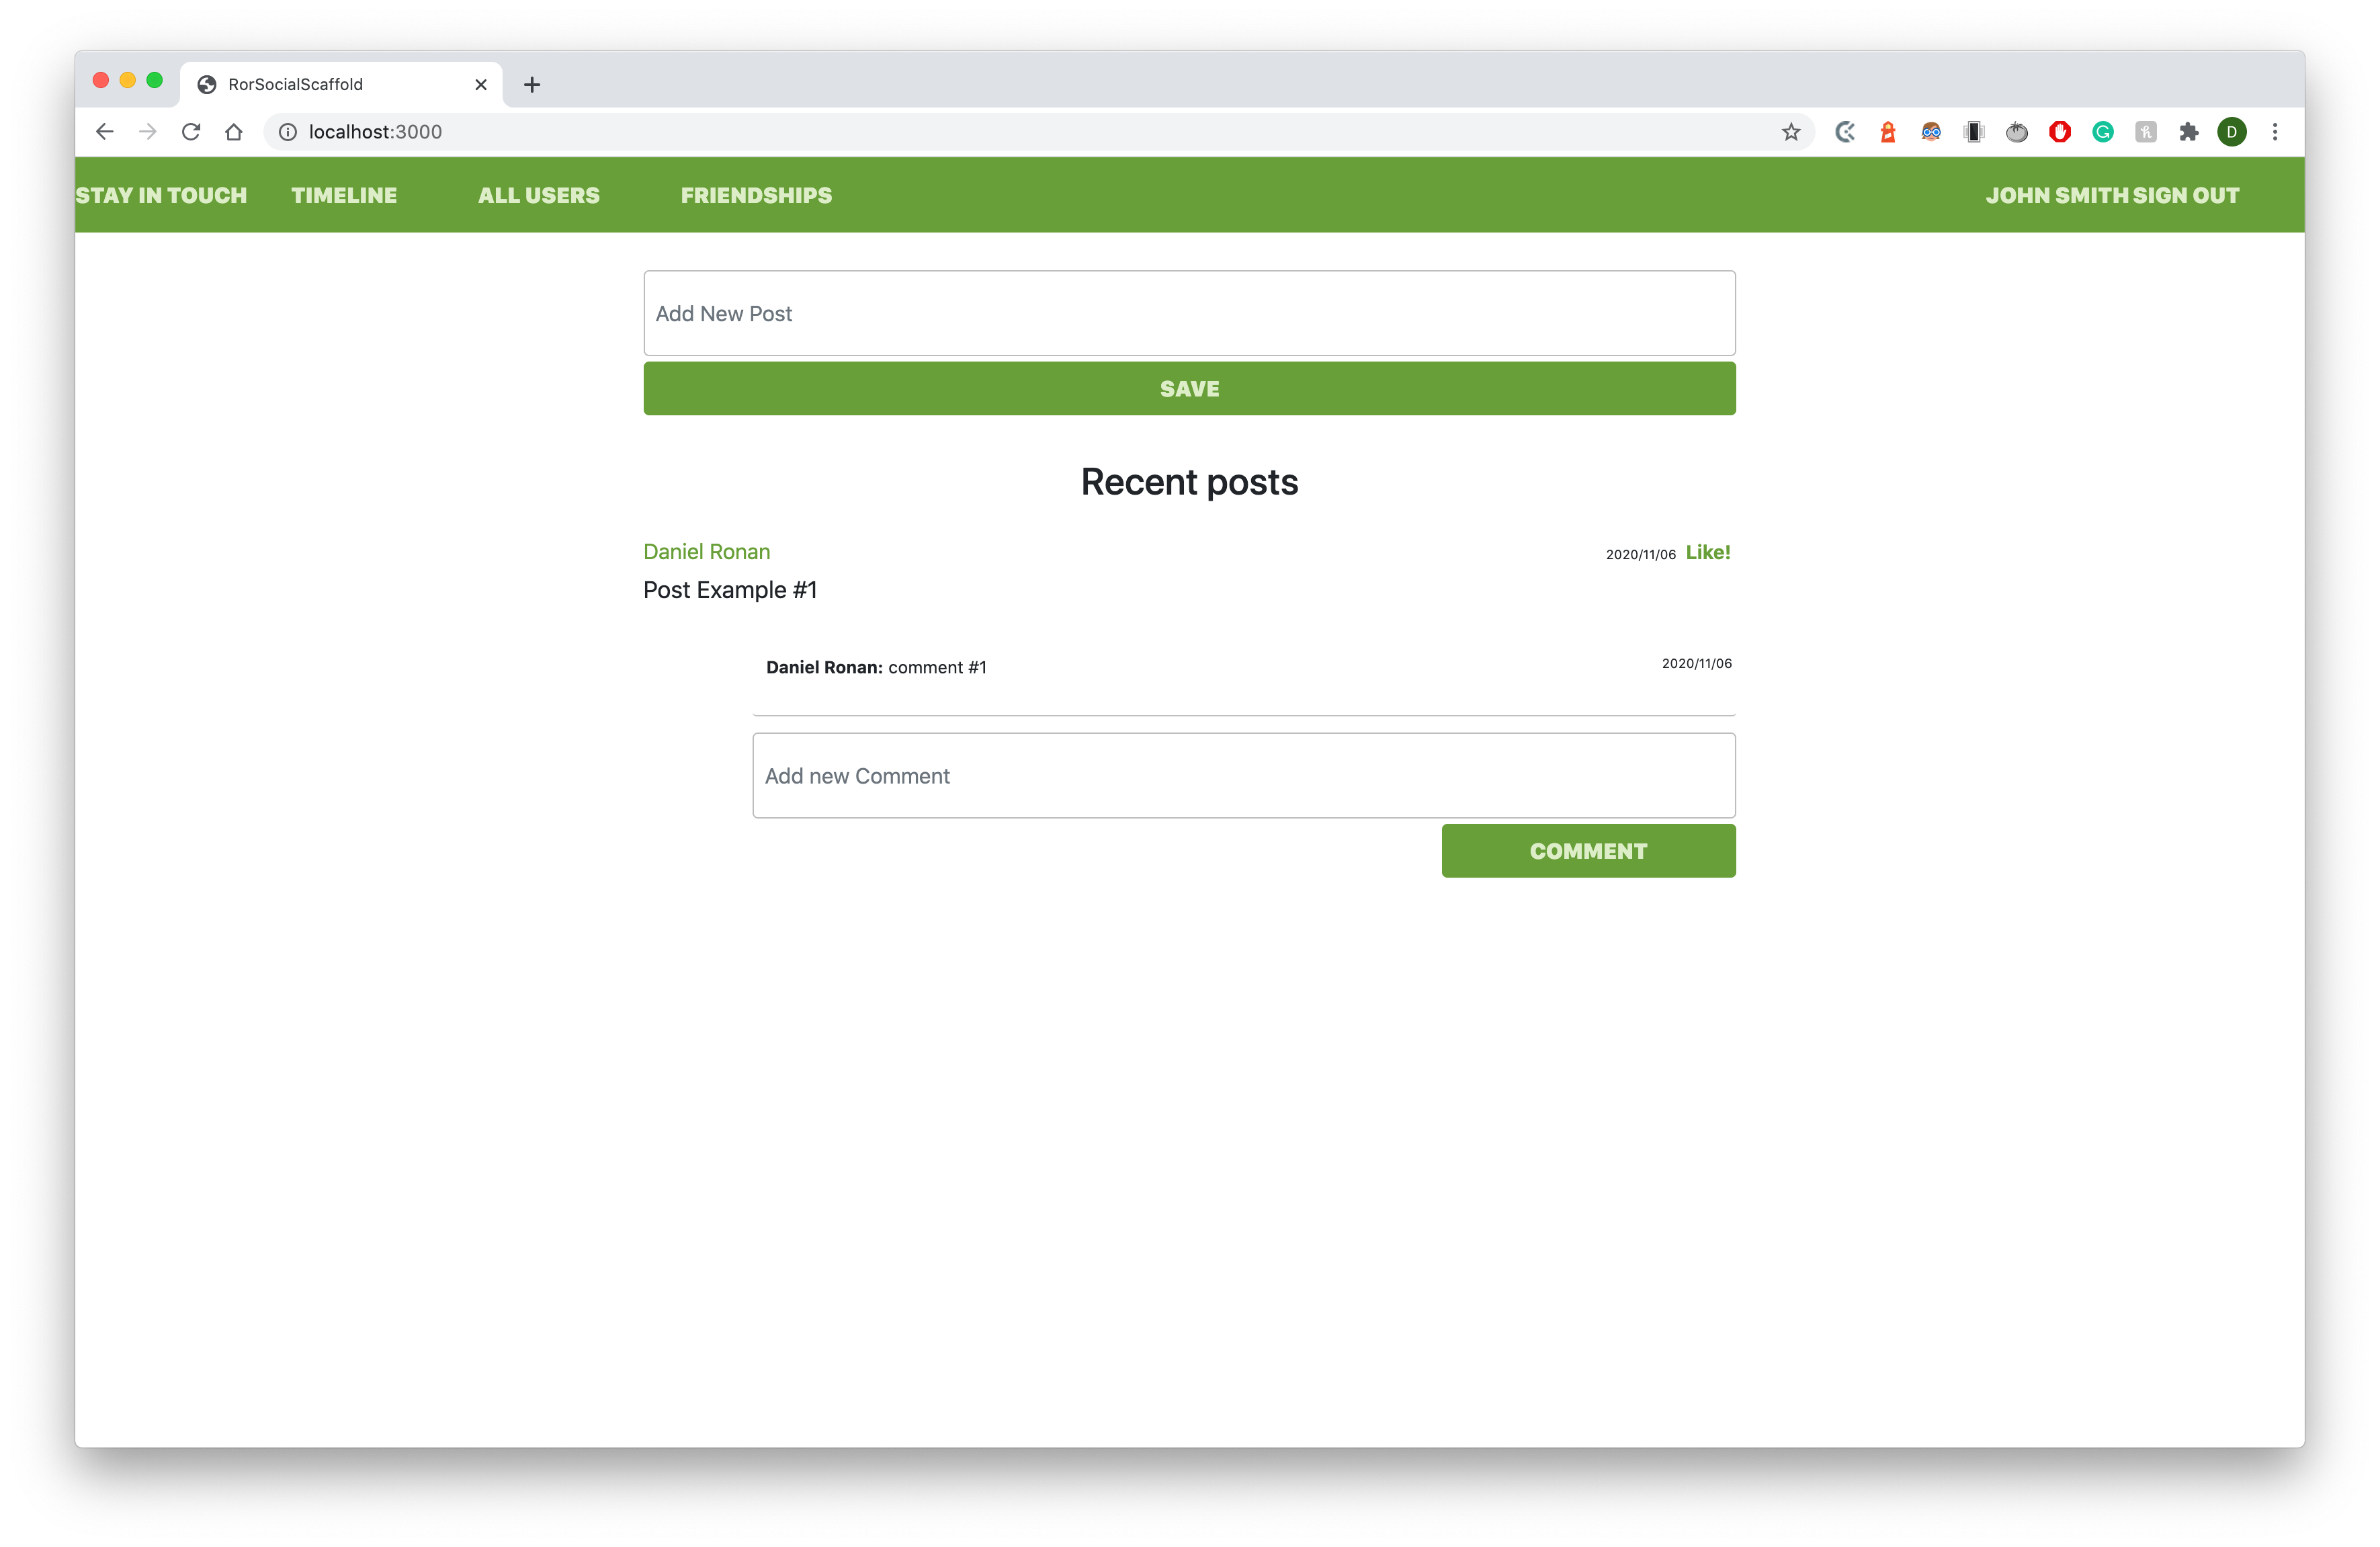 RorSocialScaffold
localhost:3000
D
STAY IN TOUCH TIMELINE ALL USERS FRIENDSHIPS JOHN SMITH SIGN OUT
Add New Post
SAVE
Recent posts
Daniel Ronan 2020/11/06 Like!
Post Example #1
Daniel Ronan: comment #1 2020/11/06
Add new Comment
COMMENT